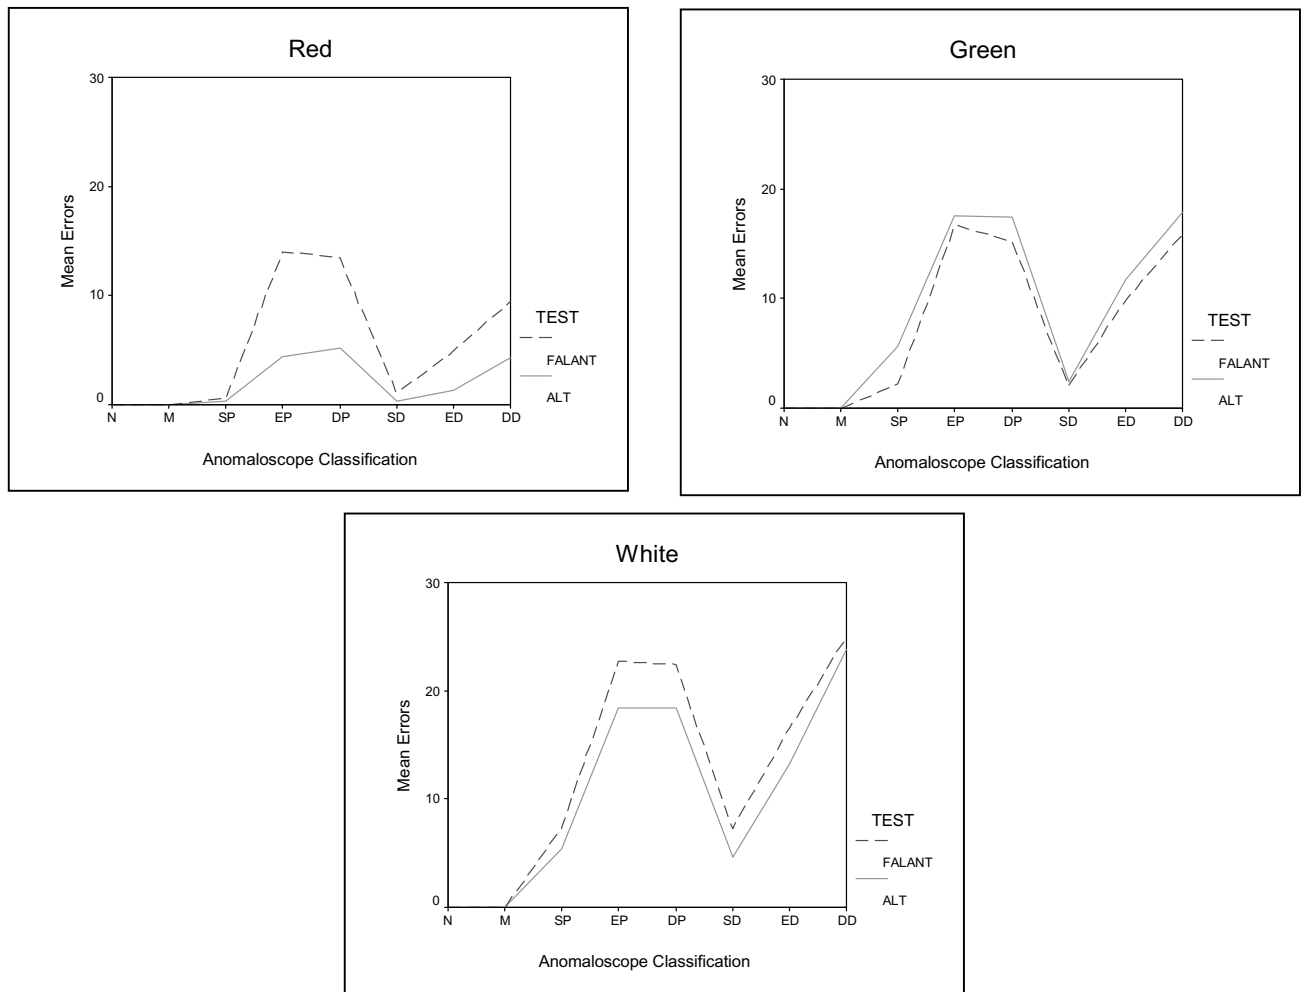 Red
30
20
10
0
Mean Errors
N M SP EP DP SD ED DD
Anomaloscope Classification
TEST
FALANT
ALT
Green
30
20
10
0
Mean Errors
N M SP EP DP SD ED DD
Anomaloscope Classification
TEST
FALANT
ALT
White
30
20
10
0
Mean Errors
N M SP EP DP SD ED DD
Anomaloscope Classification
TEST
FALANT
ALT